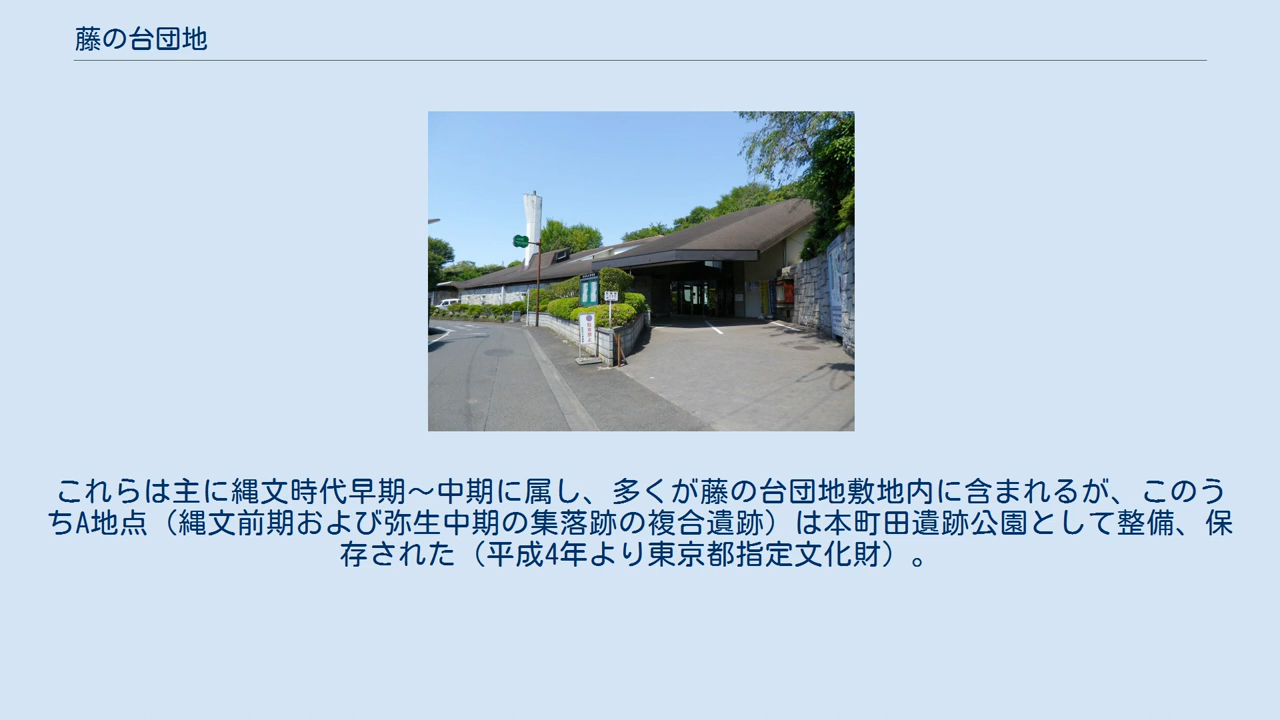 藤の台団地
これらは主に縄文時代早期～中期に属し、多くが藤の台団地敷地内に含まれるが、このう
ちA地点（縄文前期および弥生中期の集落跡の複合遺跡）は本町田遺跡公園として整備、保
存された（平成4年より東京都指定文化財）。